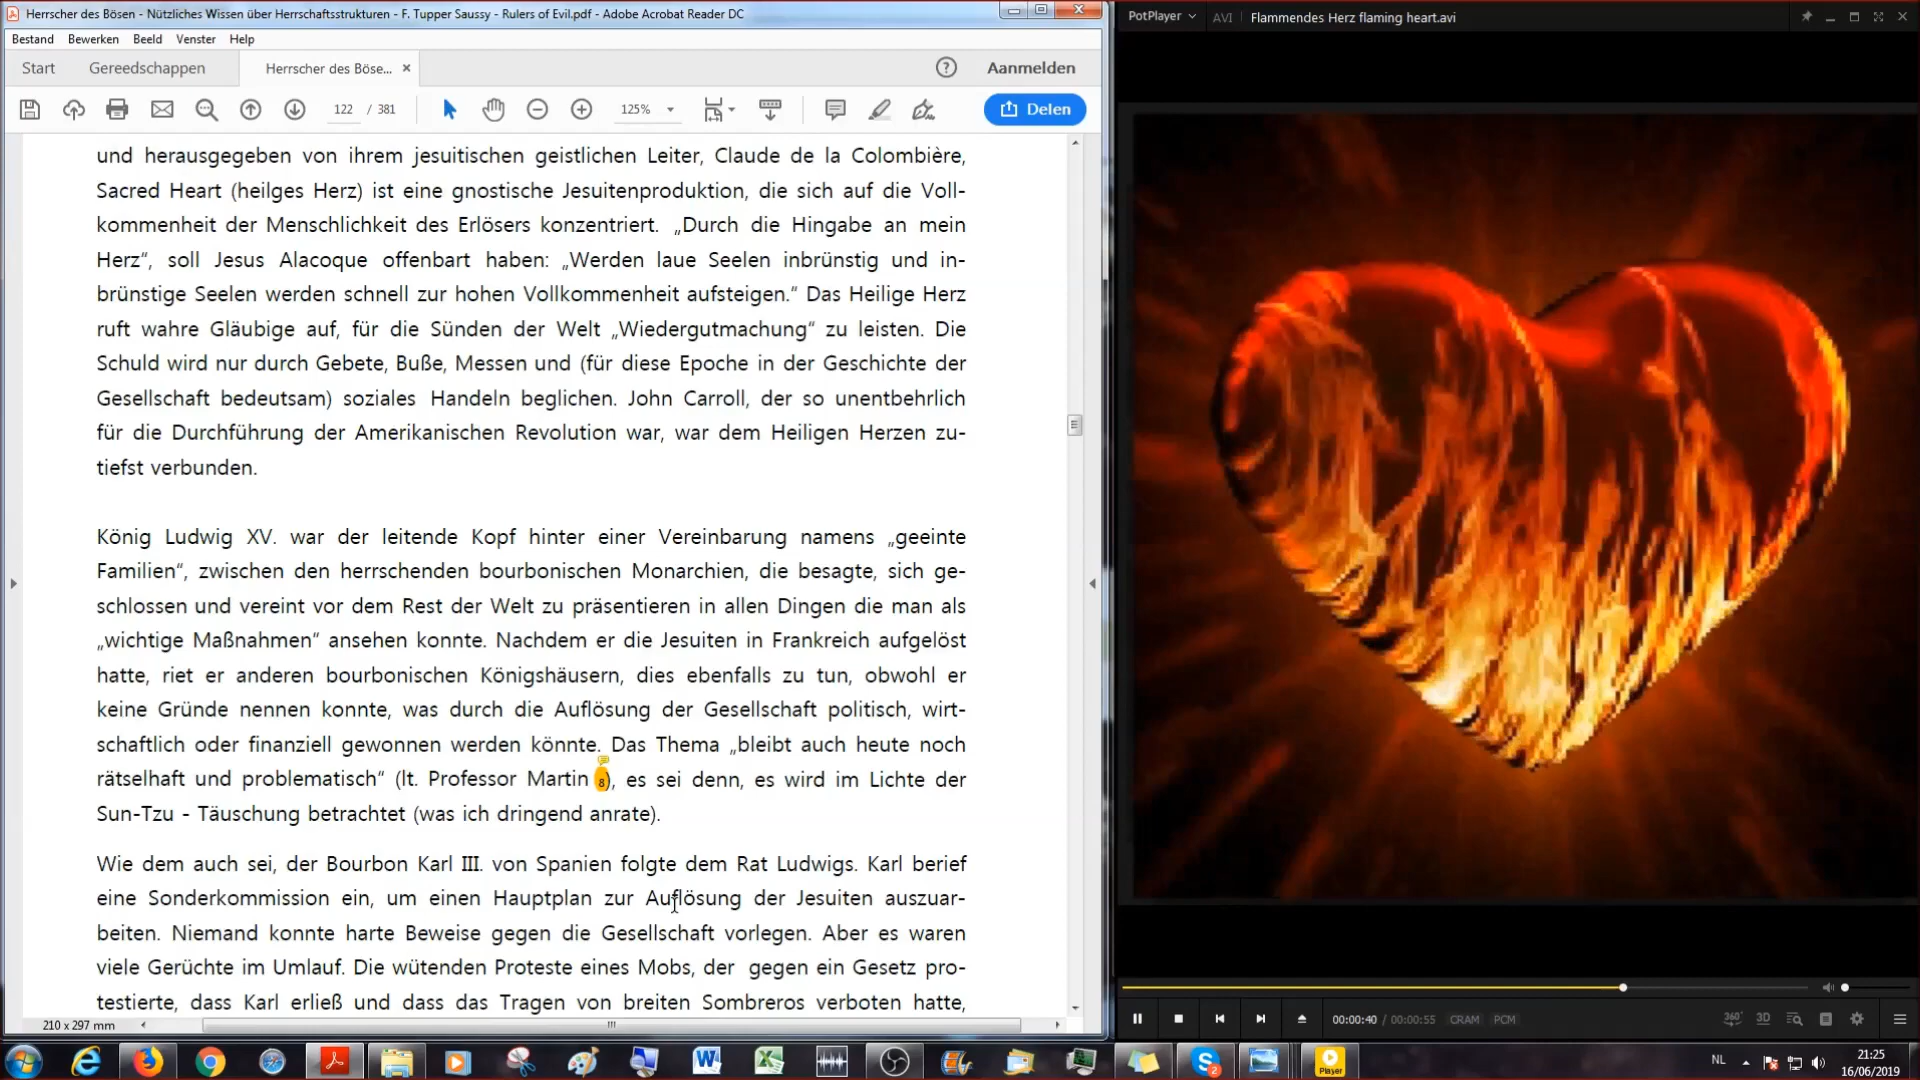 Herrscher des Bösen - Nützliches Wissen über Herrschaftsstrukturen - F. Tupper Saussy - Rulers of Evil.pdf - Adobe Acrobat Reader DC
Bestand Bewerken Beeld Venster Help
Start Gereedschappen Herrscher des Böse... × Aanmelden
122 / 381 125% Delen
und herausgegeben von ihrem jesuitischen geistlichen Leiter, Claude de la Colombière,
Sacred Heart (heilges Herz) ist eine gnostische Jesuitenproduktion, die sich auf die Voll-
kommenheit der Menschlichkeit des Erlösers konzentriert. „Durch die Hingabe an mein
Herz“, soll Jesus Alacoque offenbart haben: „Werden laue Seelen inbrünstig und in-
brünstige Seelen werden schnell zur hohen Vollkommenheit aufsteigen.“ Das Heilige Herz
ruft wahre Gläubige auf, für die Sünden der Welt „Wiedergutmachung“ zu leisten. Die
Schuld wird nur durch Gebete, Buße, Messen und (für diese Epoche in der Geschichte der
Gesellschaft bedeutsam) soziales Handeln beglichen. John Carroll, der so unentbehrlich
für die Durchführung der Amerikanischen Revolution war, war dem Heiligen Herzen zu-
tiefst verbunden.
König Ludwig XV. war der leitende Kopf hinter einer Vereinbarung namens „geeinte
Familien“, zwischen den herrschenden bourbonischen Monarchien, die besagte, sich ge-
schlossen und vereint vor dem Rest der Welt zu präsentieren in allen Dingen die man als
„wichtige Maßnahmen“ ansehen konnte. Nachdem er die Jesuiten in Frankreich aufgelöst
hatte, riet er anderen bourbonischen Königshäusern, dies ebenfalls zu tun, obwohl er
keine Gründe nennen konnte, was durch die Auflösung der Gesellschaft politisch, wirt-
schaftlich oder finanziell gewonnen werden könnte. Das Thema „bleibt auch heute noch
rätselhaft und problematisch“ (lt. Professor Martin 8), es sei denn, es wird im Lichte der
Sun-Tzu - Täuschung betrachtet (was ich dringend anrate).
Wie dem auch sei, der Bourbon Karl III. von Spanien folgte dem Rat Ludwigs. Karl berief
eine Sonderkommission ein, um einen Hauptplan zur Auflösung der Jesuiten auszuar-
beiten. Niemand konnte harte Beweise gegen die Gesellschaft vorlegen. Aber es waren
viele Gerüchte im Umlauf. Die wütenden Proteste eines Mobs, der gegen ein Gesetz pro-
testierte, dass Karl erließ und dass das Tragen von breiten Sombreros verboten hatte,
210 x 297 mm
PotPlayer AVI Flammendes Herz flaming heart.avi
00:00:40 / 00:00:55 CRAM PCM
360° 3D
Player
NL
21:25
16/06/2019